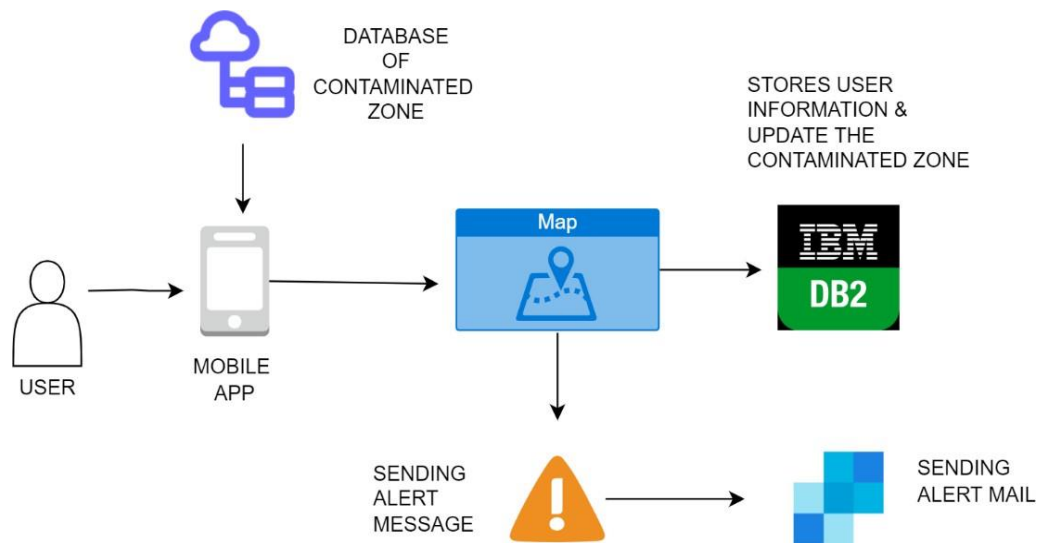 DATABASE
OF
CONTAMINATED
ZONE
STORES USER
INFORMATION &
UPDATE THE
CONTAMINATED ZONE
Map
IBM
DB2
USER
MOBILE
APP
SENDING
ALERT
MESSAGE
SENDING
ALERT MAIL